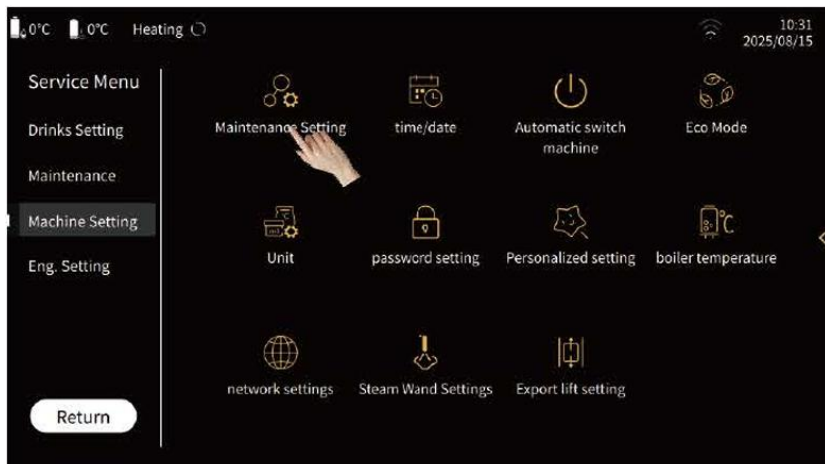 0°C 0°C Heating 10:31
2025/08/15
Service Menu
Drinks Setting
Maintenance
Machine Setting
Eng. Setting
Return
Maintenance Setting time/date Automatic switch Eco Mode
machine
Unit password setting Personalized setting boiler temperature
°C
network settings Steam Wand Settings Export lift setting